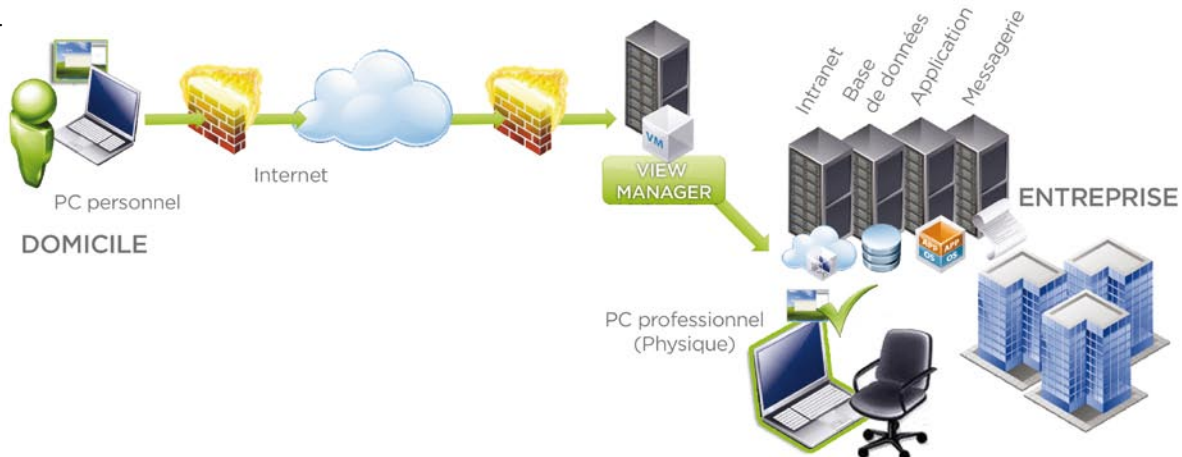 PC personnel
DOMICILE
Internet
VM
VIEW
MANAGER
Intranet
Base
de données
Application
Messagerie
ENTREPRISE
APP APP
OS OS
PC professionnel
(Physique)